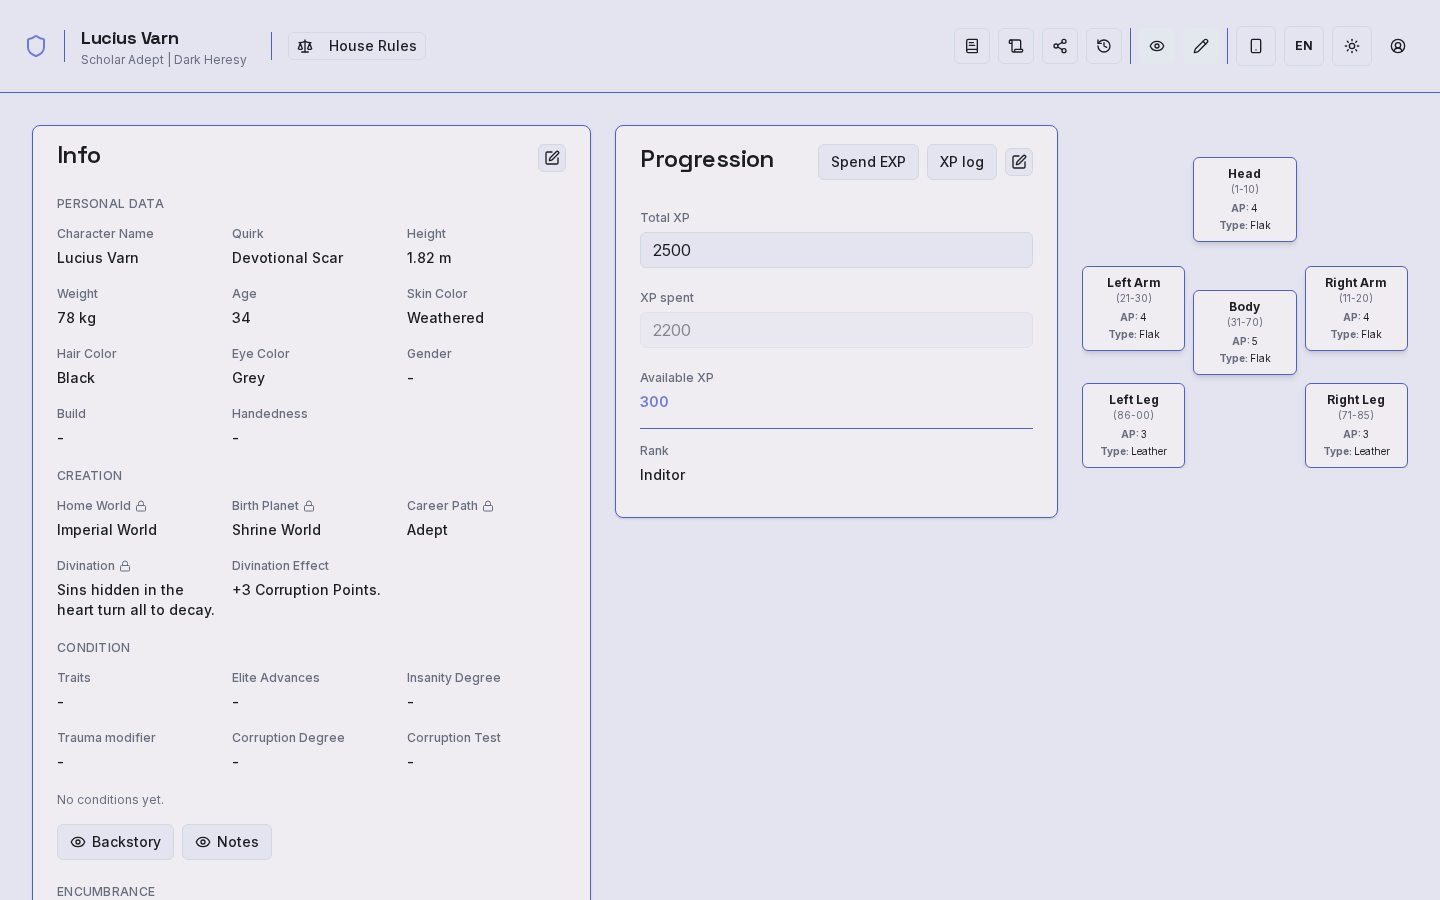 Lucius Varn
Scholar Adept | Dark Heresy
House Rules
EN
Info
PERSONAL DATA
Character Name
Lucius Varn
Quirk
Devotional Scar
Height
1.82 m
Weight
78 kg
Age
34
Skin Color
Weathered
Hair Color
Black
Eye Color
Grey
Gender
-
Build
-
Handedness
-
CREATION
Home World
Imperial World
Birth Planet
Shrine World
Career Path
Adept
Divination
Sins hidden in the
heart turn all to decay.
Divination Effect
+3 Corruption Points.
CONDITION
Traits
-
Elite Advances
-
Insanity Degree
-
Trauma modifier
-
Corruption Degree
-
Corruption Test
-
No conditions yet.
Backstory
Notes
ENCUMBRANCE
Progression
Spend EXP
XP log
Total XP
2500
XP spent
2200
Available XP
300
Rank
Inditor
Head
(1-10)
AP: 4
Type: Flak
Left Arm
(21-30)
AP: 4
Type: Flak
Body
(31-70)
AP: 5
Type: Flak
Right Arm
(11-20)
AP: 4
Type: Flak
Left Leg
(86-00)
AP: 3
Type: Leather
Right Leg
(71-85)
AP: 3
Type: Leather